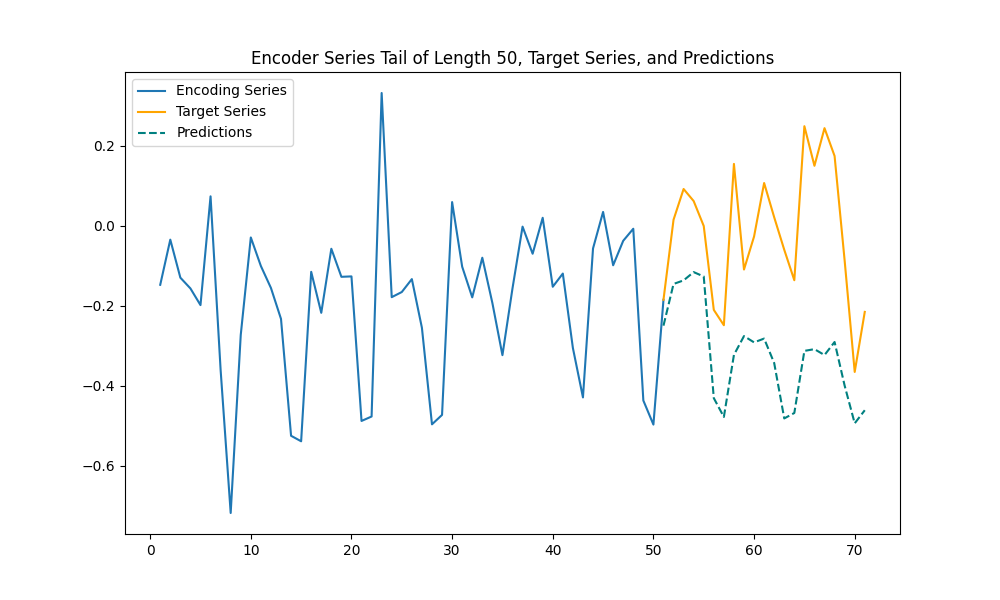 Encoder Series Tail of Length 50, Target Series, and Predictions
Encoding Series
Target Series
Predictions
0.2
0.0
−0.2
−0.4
−0.6
0 10 20 30 40 50 60 70